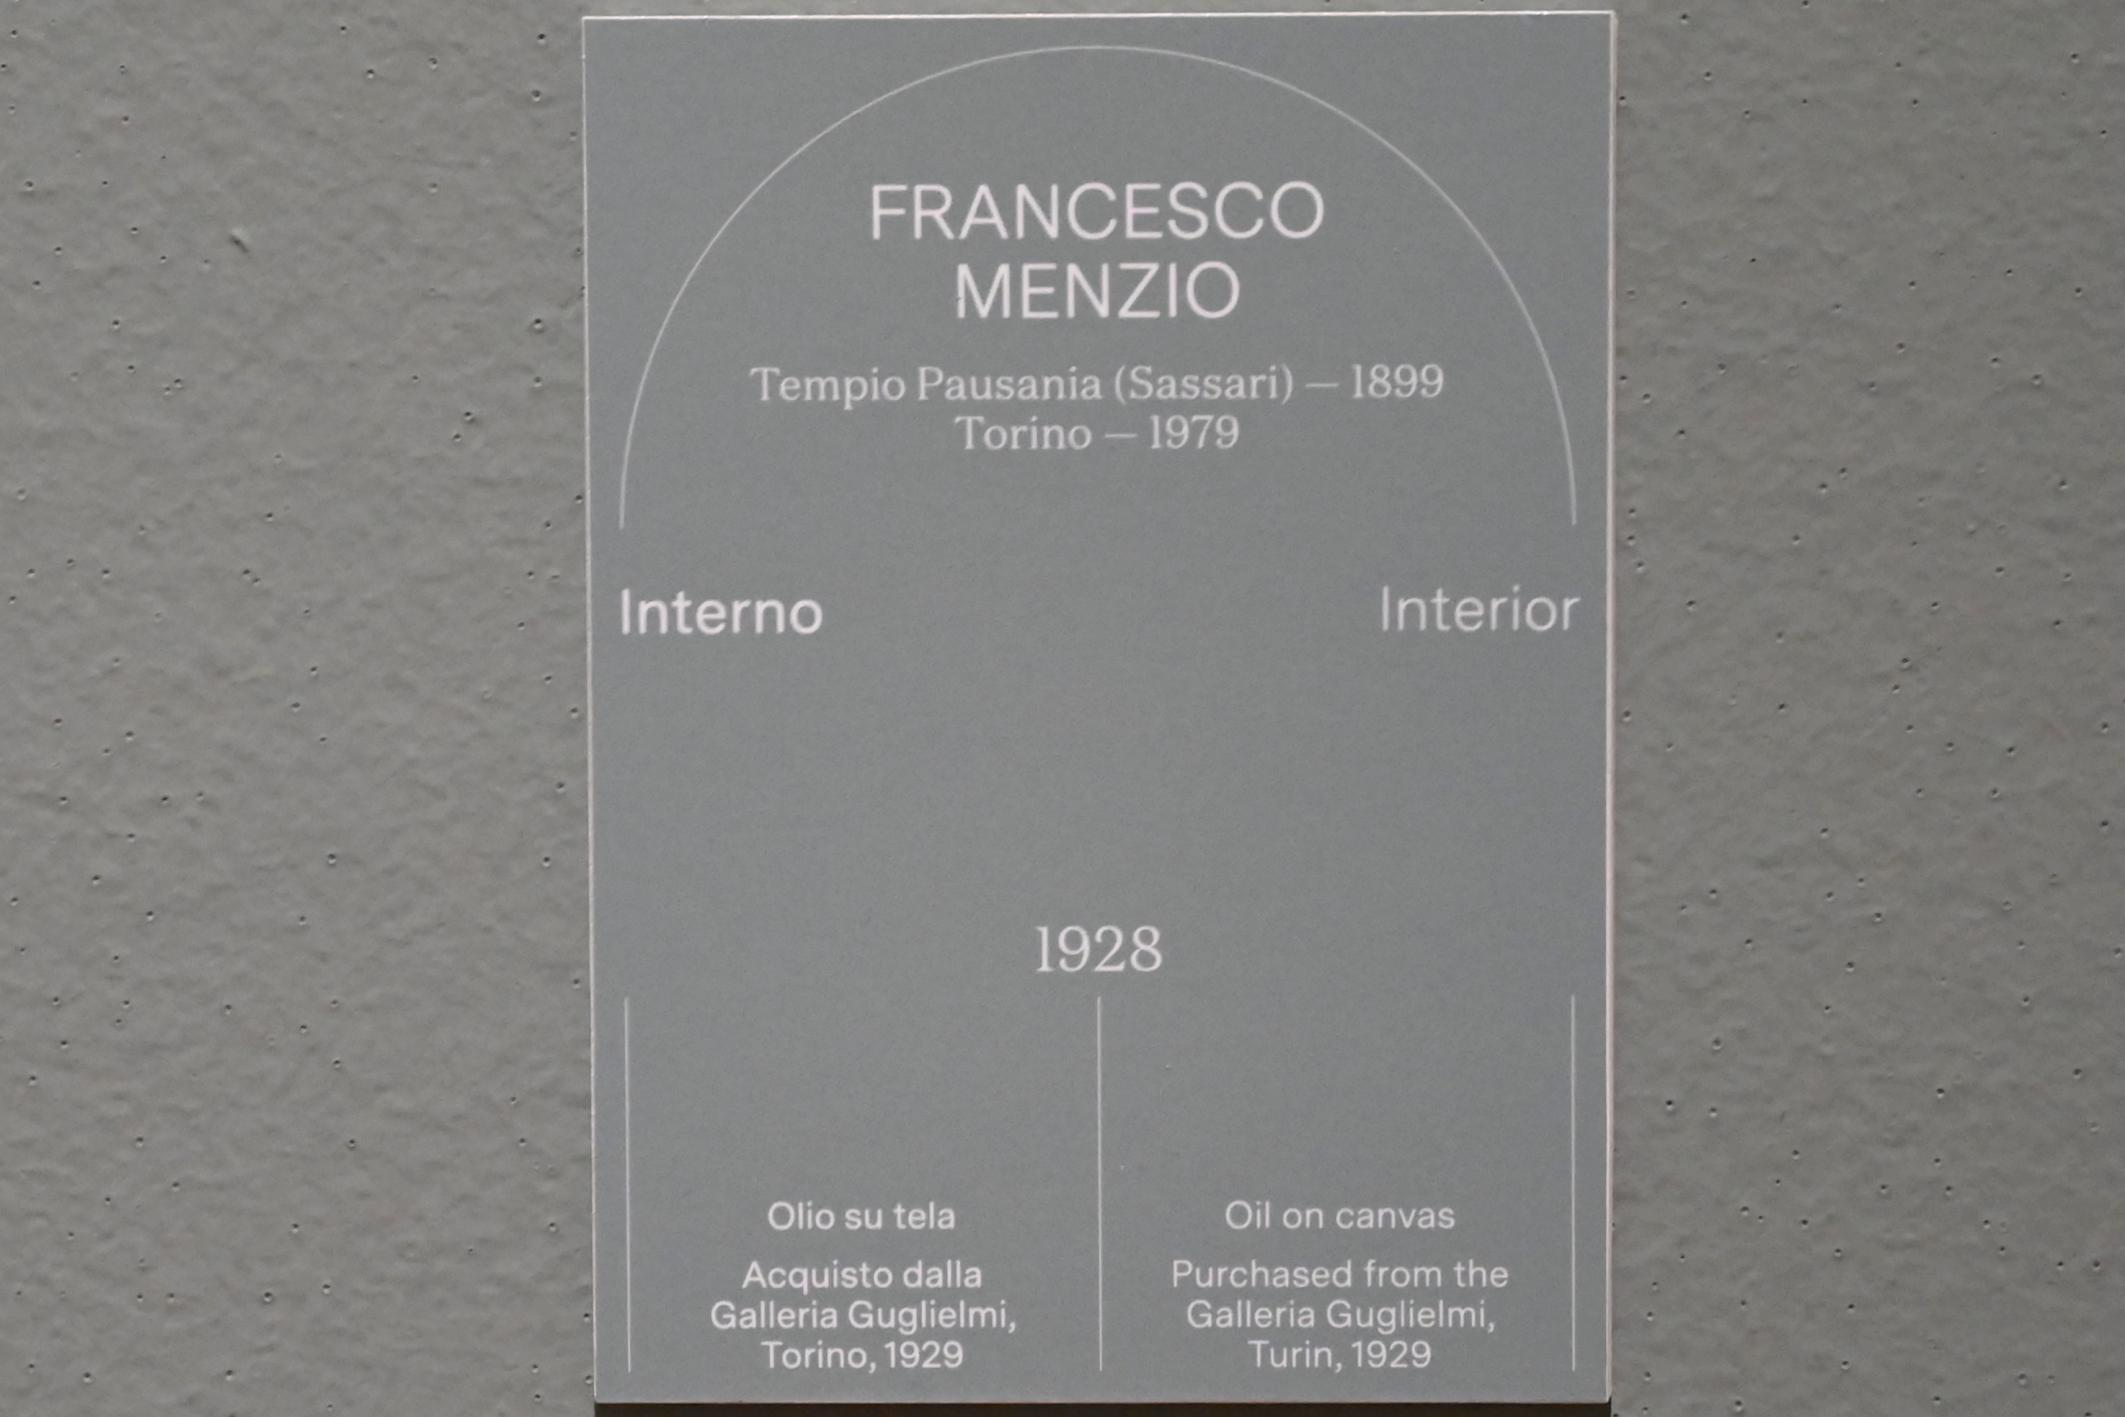 FRANCESCO
MENZIO
Tempio Pausania (Sassari) — 1899
Torino — 1979
Interno
Interior
1928
Olio su tela
Acquisto dalla
Galleria Guglielmi,
Torino, 1929
Oil on canvas
Purchased from the
Galleria Guglielmi,
Turin, 1929